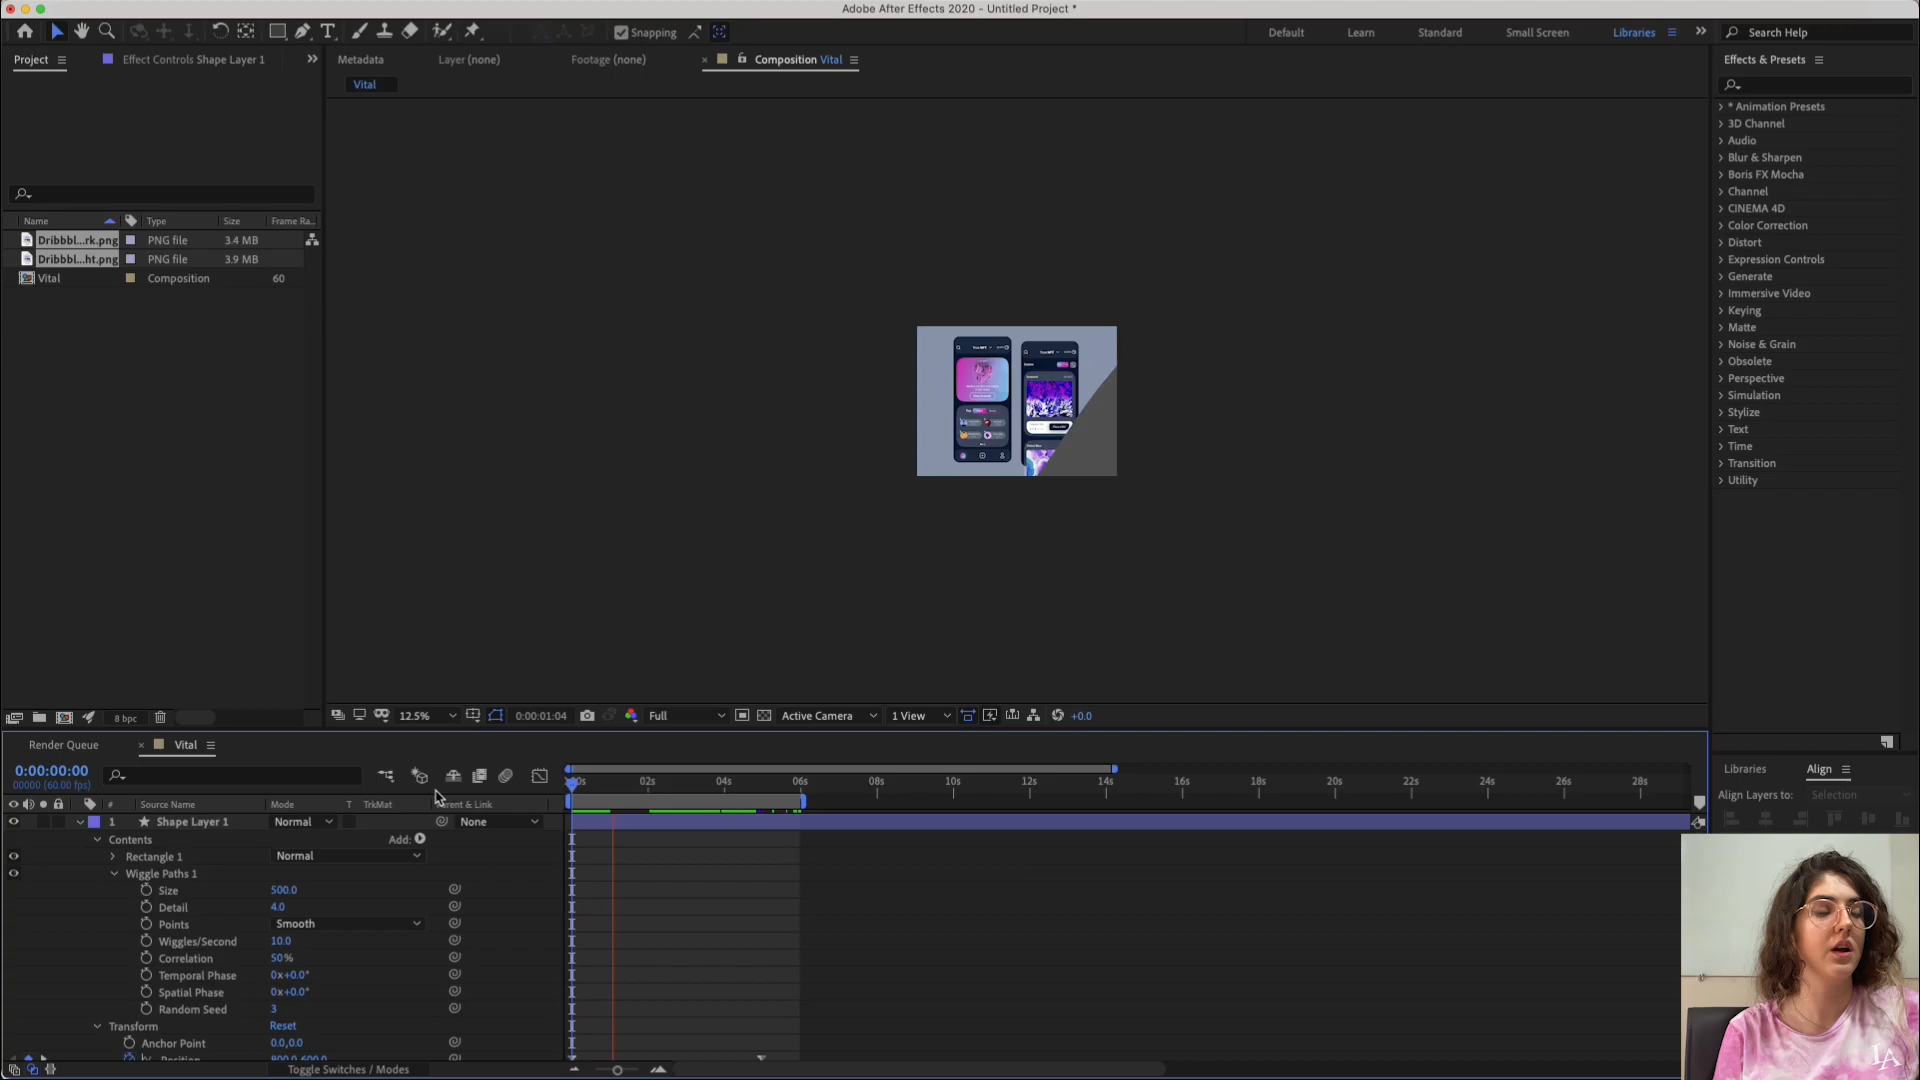 Adobe After Effects 2020 - Untitled Project *
Snapping
Default
Learn
Standard
Small Screen
Libraries
Search Help
Project
Effect Controls Shape Layer 1
Metadata
Layer (none)
Footage (none)
Composition Vital
Effects & Presets
Vital
* Animation Presets
3D Channel
Audio
Blur & Sharpen
Boris FX Mocha
Channel
CINEMA 4D
Color Correction
Distort
Expression Controls
Generate
Immersive Video
Keying
Matte
Noise & Grain
Obsolete
Perspective
Simulation
Stylize
Text
Time
Transition
Utility
Name
Type
Size
Frame Ra...
Dribbbl...rk.png
PNG file
3.4 MB
Dribbbl...ht.png
PNG file
3.9 MB
Vital
Composition
60
8 bpc
12.5%
0:00:01:04
Full
Active Camera
1 View
+0.0
Render Queue
Vital
0:00:00:00
00000 (60.00 fps)
02s
04s
06s
08s
10s
12s
14s
16s
18s
20s
22s
24s
26s
28s
#
Source Name
Mode
T
TrkMat
& Link
1
Shape Layer 1
Normal
None
Contents
Add:
Rectangle 1
Normal
Wiggle Paths 1
Size
500.0
Detail
4.0
Points
Smooth
Wiggles/Second
10.0
Correlation
50%
Temporal Phase
0x+0.0°
Spatial Phase
0x+0.0°
Random Seed
3
Transform
Reset
Anchor Point
0.0,0.0
Position
800.0,600.0
Toggle Switches / Modes
Libraries
Align
Align Layers to:
Selection